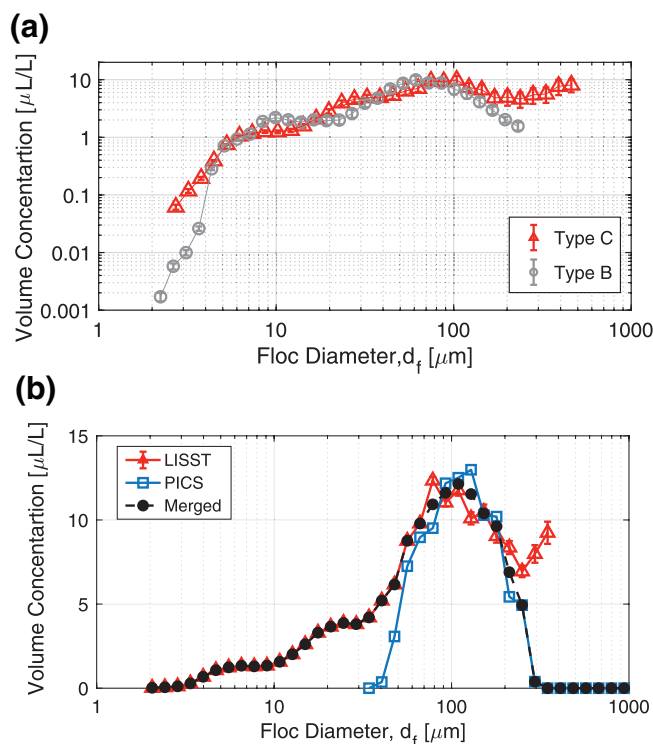 (a)
Volume Concentartion [μL/L]
10
1
0.1
0.01
0.001
Type C
Type B
1 10 100 1000
Floc Diameter,d_f [μm]
(b)
Volume Concentartion [μL/L]
15
10
5
0
LISST
PICS
Merged
1 10 100 1000
Floc Diameter, d_f [μm]